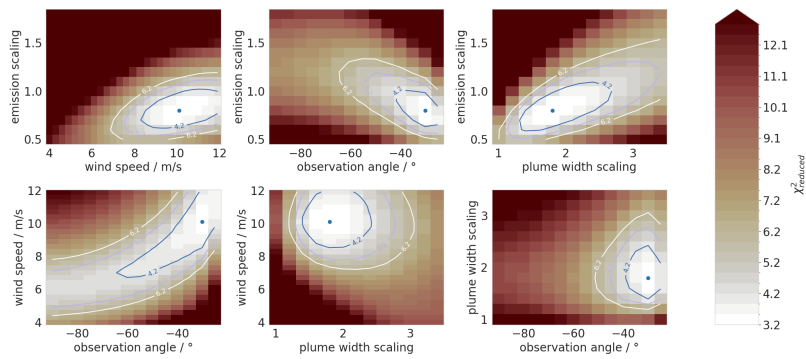 1.5
1.0
0.5
emission scaling
6.2
4.2
6.2
4 6 8 10 12
wind speed / m/s
1.5
1.0
0.5
emission scaling
6.2
4.2
−80 −60 −40
observation angle / °
1.5
1.0
0.5
emission scaling
6.2
4.2
6.2
1 2 3
plume width scaling
12
10
8
6
4
wind speed / m/s
6.2
4.2
6.2
−80 −60 −40
observation angle / °
12
10
8
6
4
wind speed / m/s
6.2
4.2
1 2 3
plume width scaling
3
2
1
plume width scaling
6.2
4.2
−80 −60 −40
observation angle / °
12.1
11.1
10.1
9.1
8.2
7.2
6.2
5.2
4.2
3.2
χ²reduced